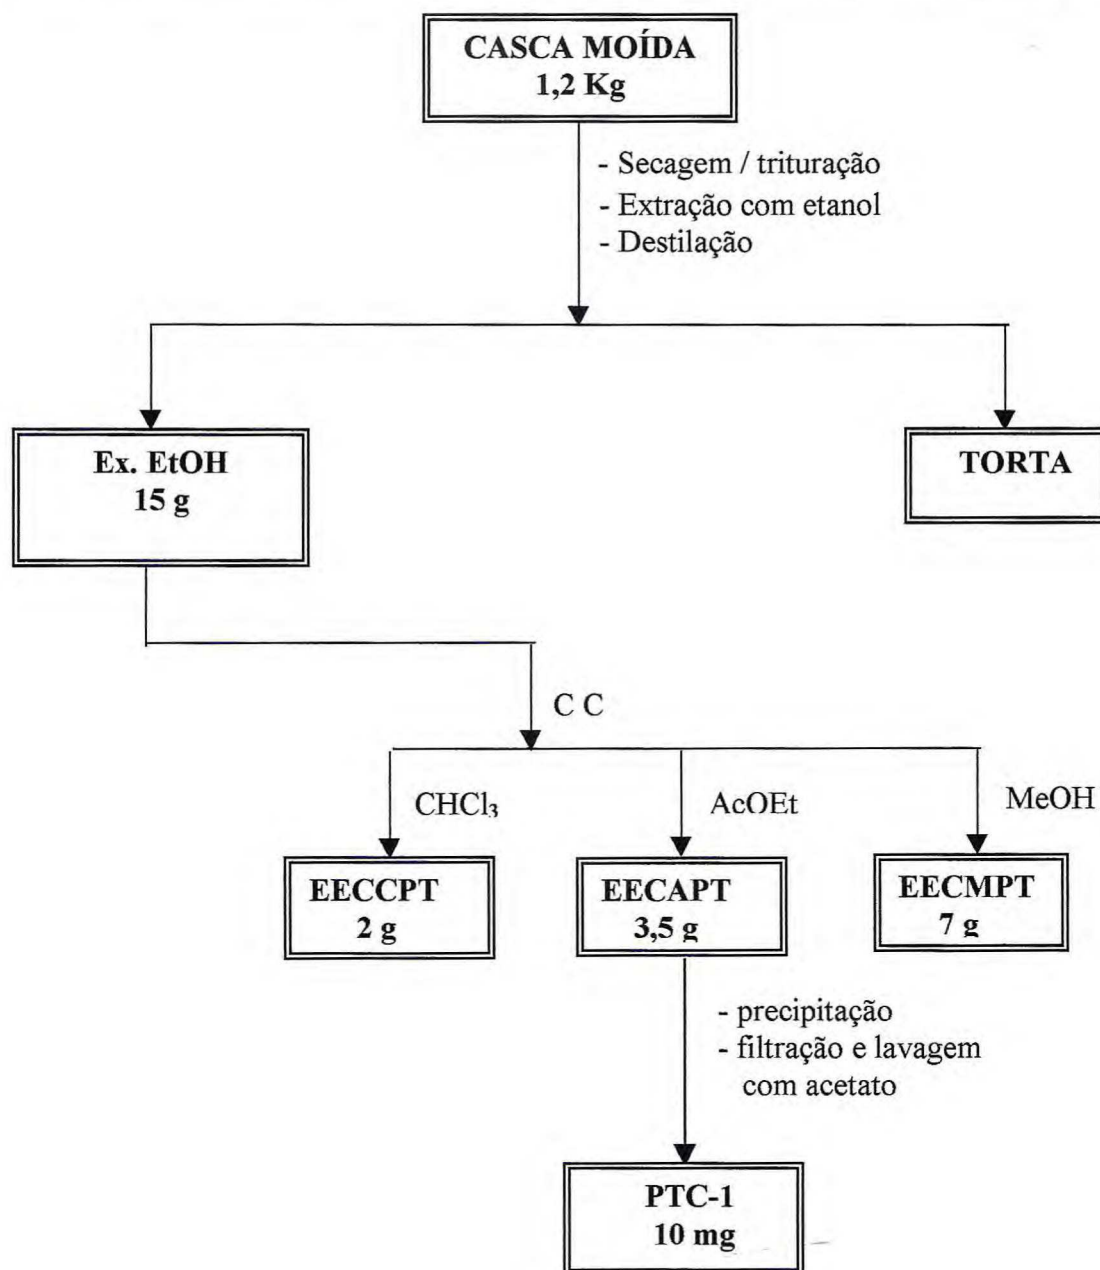 CASCA MOÍDA
1,2 Kg
- Secagem / trituração
- Extração com etanol
- Destilação
Ex. EtOH
15 g
TORTA
C C
CHCl₃
AcOEt
MeOH
EECCPT
2 g
EECAPT
3,5 g
EECMPT
7 g
- precipitação
- filtração e lavagem
com acetato
PTC-1
10 mg